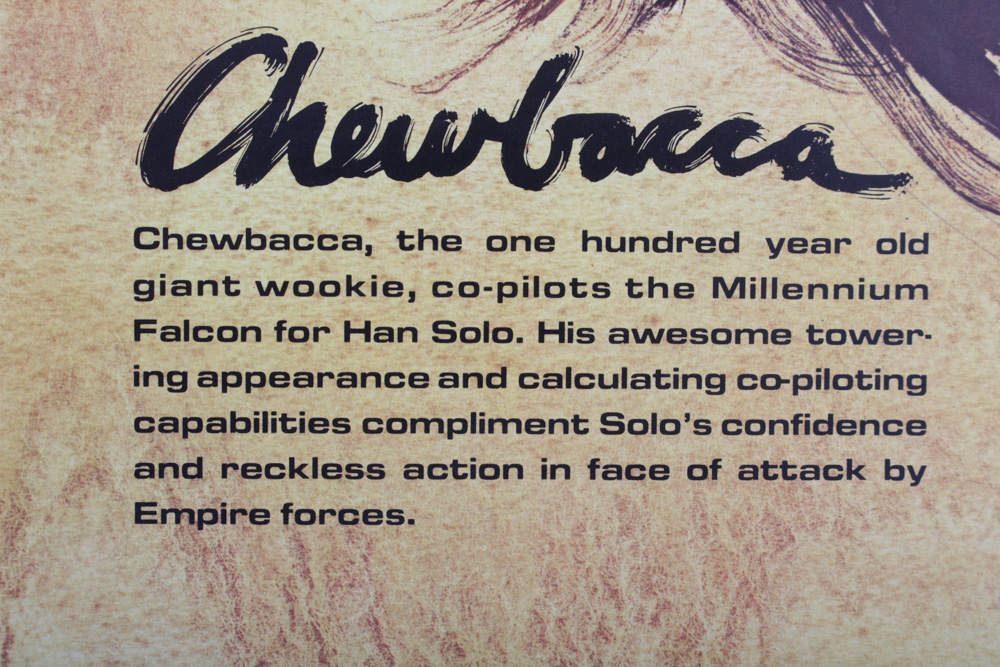 Chewbacca
Chewbacca, the one hundred year old
giant wookie, co-pilots the Millennium
Falcon for Han Solo. His awesome tower-
ing appearance and calculating co-piloting
capabilities compliment Solo's confidence
and reckless action in face of attack by
Empire forces.